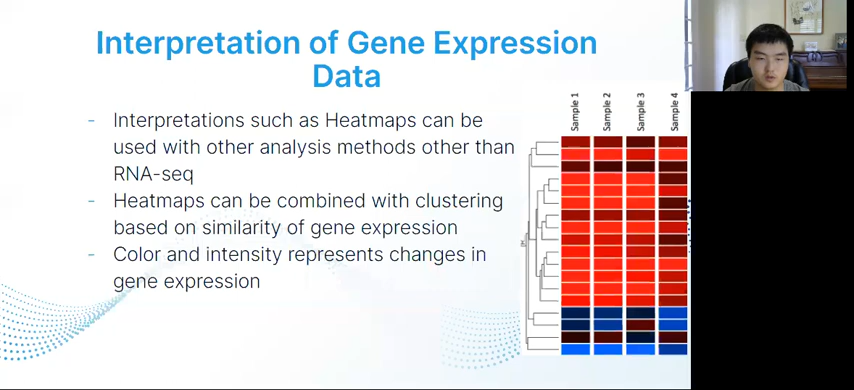 Interpretation of Gene Expression
Data
- Interpretations such as Heatmaps can be
used with other analysis methods other than
RNA-seq
- Heatmaps can be combined with clustering
based on similarity of gene expression
- Color and intensity represents changes in
gene expression
Sample 1
Sample 2
Sample 3
Sample 4